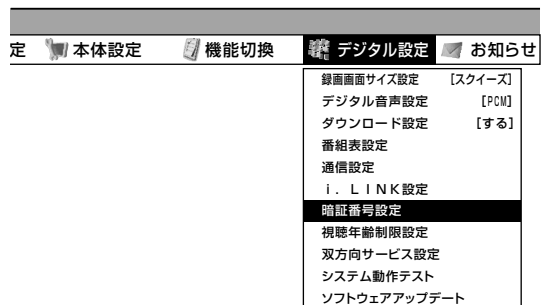 定 本体設定 機能切換 デジタル設定 お知らせ
録画画面サイズ設定 [スクイーズ]
デジタル音声設定 [PCM]
ダウンロード設定 [する]
番組表設定
通信設定
i．LINK設定
暗証番号設定
視聴年齢制限設定
双方向サービス設定
システム動作テスト
ソフトウェアアップデート